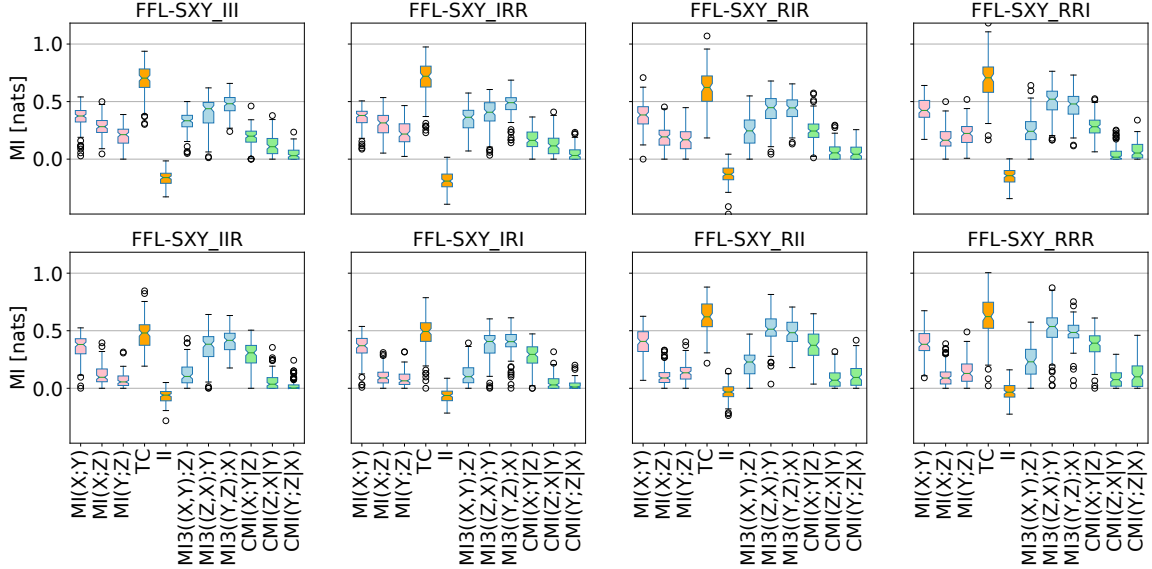 FFL-SXY_III
FFL-SXY_IRR
FFL-SXY_RIR
FFL-SXY_RRI
MI [nats]
1.0
0.5
0.0
FFL-SXY_IIR
FFL-SXY_IRI
FFL-SXY_RII
FFL-SXY_RRR
MI [nats]
1.0
0.5
0.0
MI(X;Y)
MI(X;Z)
MI(Y;Z)
TC
II
MI3((X,Y);Z)
MI3((Z,X);Y)
MI3((Y,Z);X)
CMI(X;Y|Z)
CMI(Z;X|Y)
CMI(Y;Z|X)
MI(X;Y)
MI(X;Z)
MI(Y;Z)
TC
II
MI3((X,Y);Z)
MI3((Z,X);Y)
MI3((Y,Z);X)
CMI(X;Y|Z)
CMI(Z;X|Y)
CMI(Y;Z|X)
MI(X;Y)
MI(X;Z)
MI(Y;Z)
TC
II
MI3((X,Y);Z)
MI3((Z,X);Y)
MI3((Y,Z);X)
CMI(X;Y|Z)
CMI(Z;X|Y)
CMI(Y;Z|X)
MI(X;Y)
MI(X;Z)
MI(Y;Z)
TC
II
MI3((X,Y);Z)
MI3((Z,X);Y)
MI3((Y,Z);X)
CMI(X;Y|Z)
CMI(Z;X|Y)
CMI(Y;Z|X)